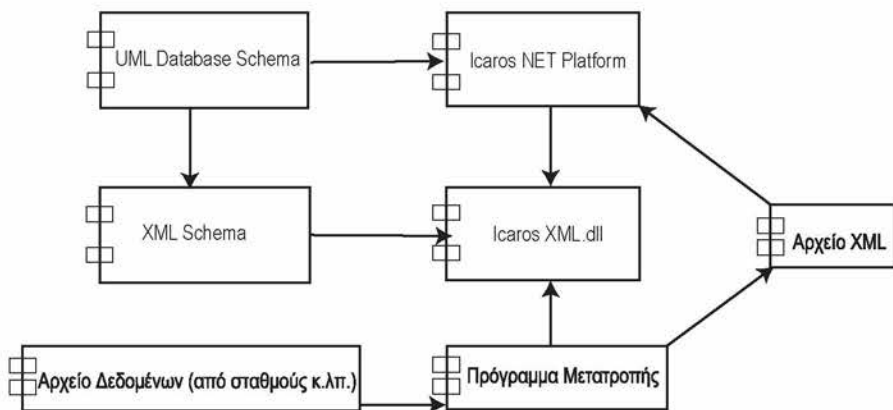 UML Database Schema
Icaros NET Platform
XML Schema
Icaros XML.dll
Αρχείο XML
Αρχείο Δεδομένων (από σταθμούς κ.λπ.)
Πρόγραμμα Μετατροπής